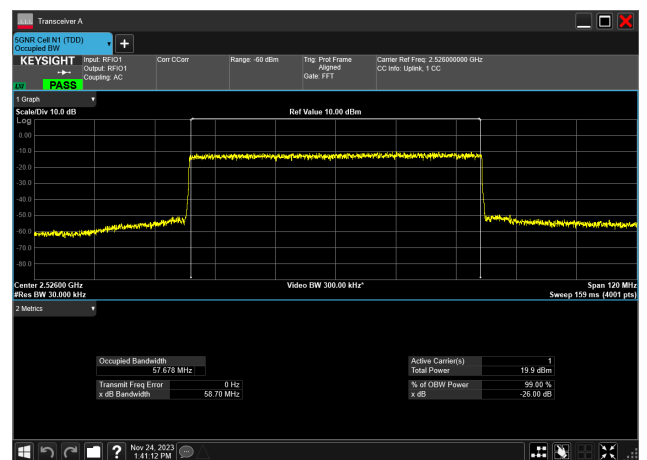 Transceiver A
5GNR Cell N1 (TDD)
Occupied BW
KEYSIGHT
Input: RFIO1
Output: RFIO1
Coupling: AC
Corr CCorr
Range: -60 dBm
Trig: Prot Frame
Aligned
Gate: FFT
Carrier Ref Freq: 2.526000000 GHz
CC Info: Uplink, 1 CC
LV PASS
1 Graph
Scale/Div 10.0 dB
Ref Value 10.00 dBm
Log
0.00
-10.0
-20.0
-30.0
-40.0
-50.0
-60.0
-70.0
-80.0
Center 2.52600 GHz
Video BW 300.00 kHz*
Span 120 MHz
#Res BW 30.000 kHz
Sweep 159 ms (4001 pts)
2 Metrics
Occupied Bandwidth
57.678 MHz
Active Carrier(s) 1
Total Power 19.9 dBm
Transmit Freq Error 0 Hz
x dB Bandwidth 58.70 MHz
% of OBW Power 99.00 %
x dB -26.00 dB
Nov 24, 2023
1:41:12 PM